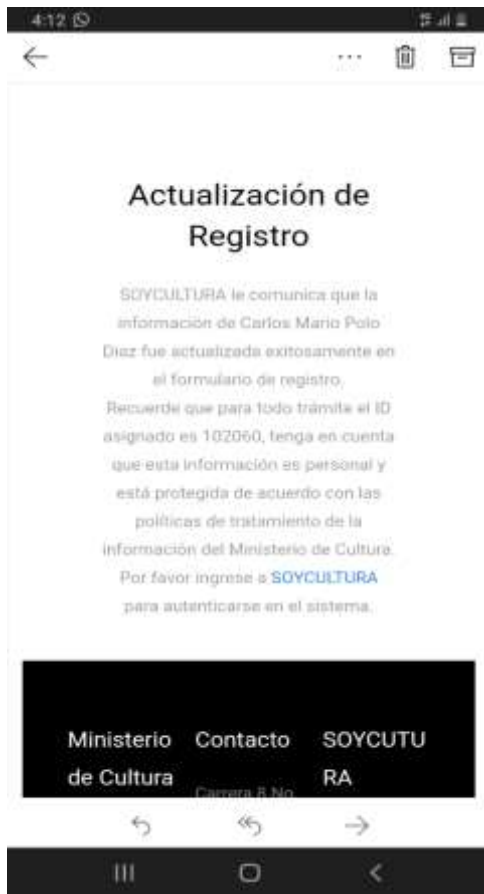 4:12
Actualización de
Registro
SOYCULTURA le comunica que la
información de Carlos Mario Polo
Diaz fue actualizada exitosamente en
el formulario de registro.
Recuerde que para todo trámite el ID
asignado es 102060, tenga en cuenta
que esta información es personal y
está protegida de acuerdo con las
políticas de tratamiento de la
información del Ministerio de Cultura.
Por favor ingrese a SOYCULTURA
para autenticarse en el sistema.
Ministerio
de Cultura
Contacto
Carrera 8 No
SOYCUTU
RA